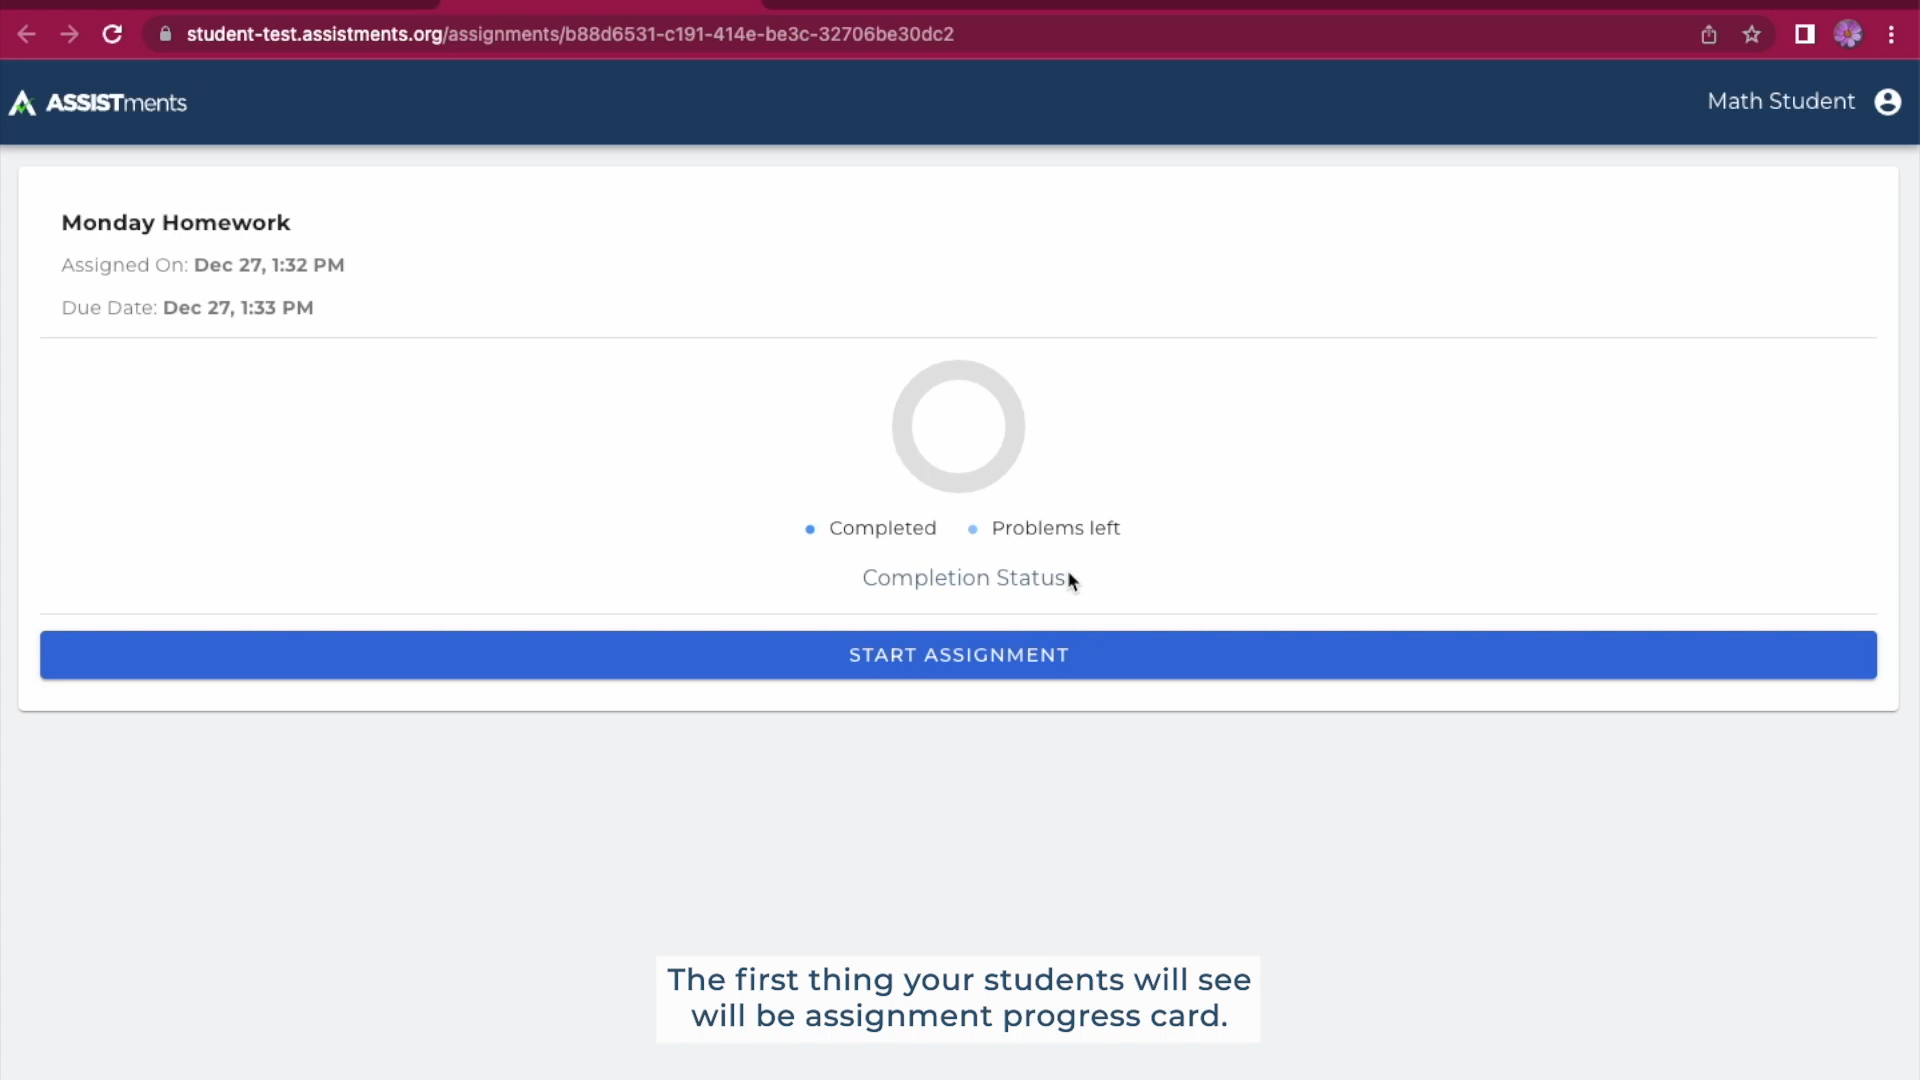 student-test.assistments.org/assignments/b88d6531-c191-414e-be3c-32706be30dc2
ASSISTments
Math Student
Monday Homework
Assigned On: Dec 27, 1:32 PM
Due Date: Dec 27, 1:33 PM
Completed Problems left
Completion Status
START ASSIGNMENT
The first thing your students will see
will be assignment progress card.